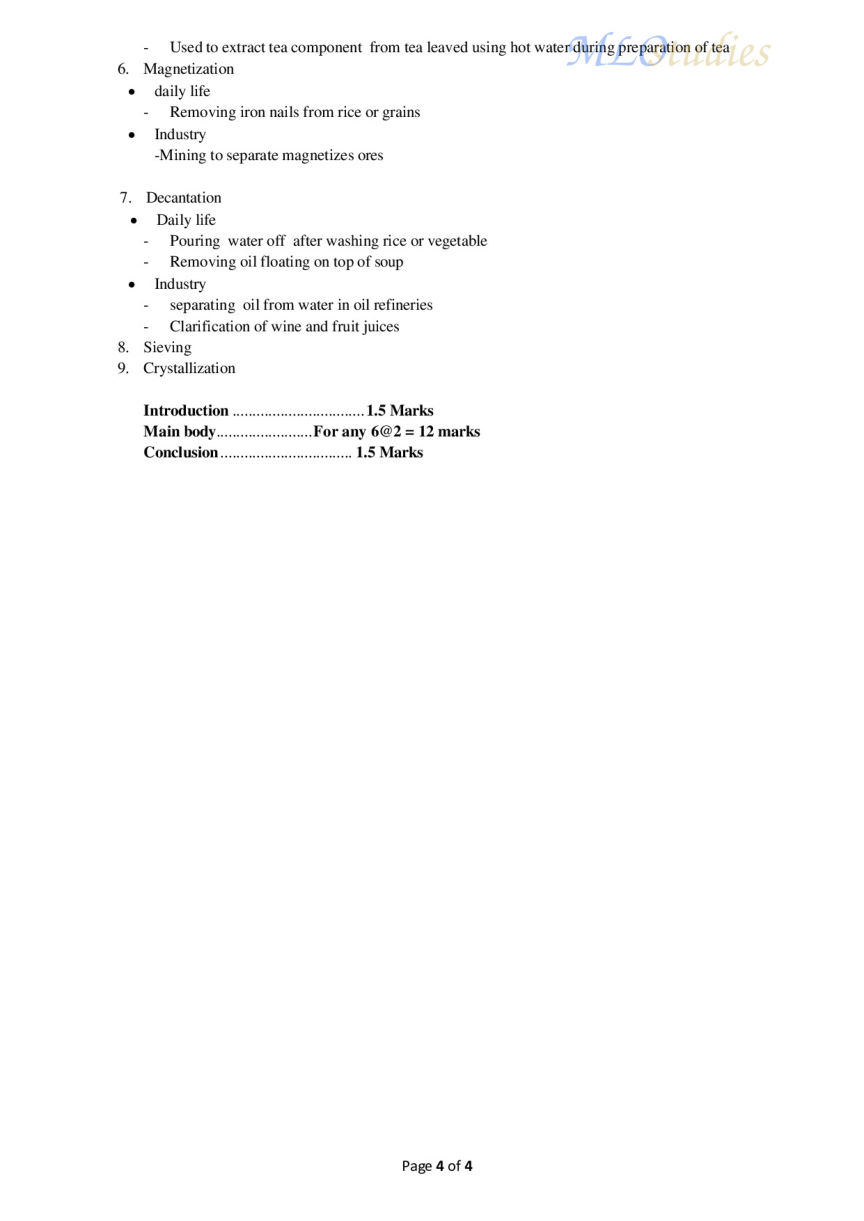 - Used to extract tea component from tea leaved using hot water during preparation of tea
MLStudies
6. Magnetization
• daily life
- Removing iron nails from rice or grains
• Industry
-Mining to separate magnetizes ores
7. Decantation
• Daily life
- Pouring water off after washing rice or vegetable
- Removing oil floating on top of soup
• Industry
- separating oil from water in oil refineries
- Clarification of wine and fruit juices
8. Sieving
9. Crystallization
Introduction .................................1.5 Marks
Main body........................For any 6@2 = 12 marks
Conclusion................................. 1.5 Marks
Page 4 of 4